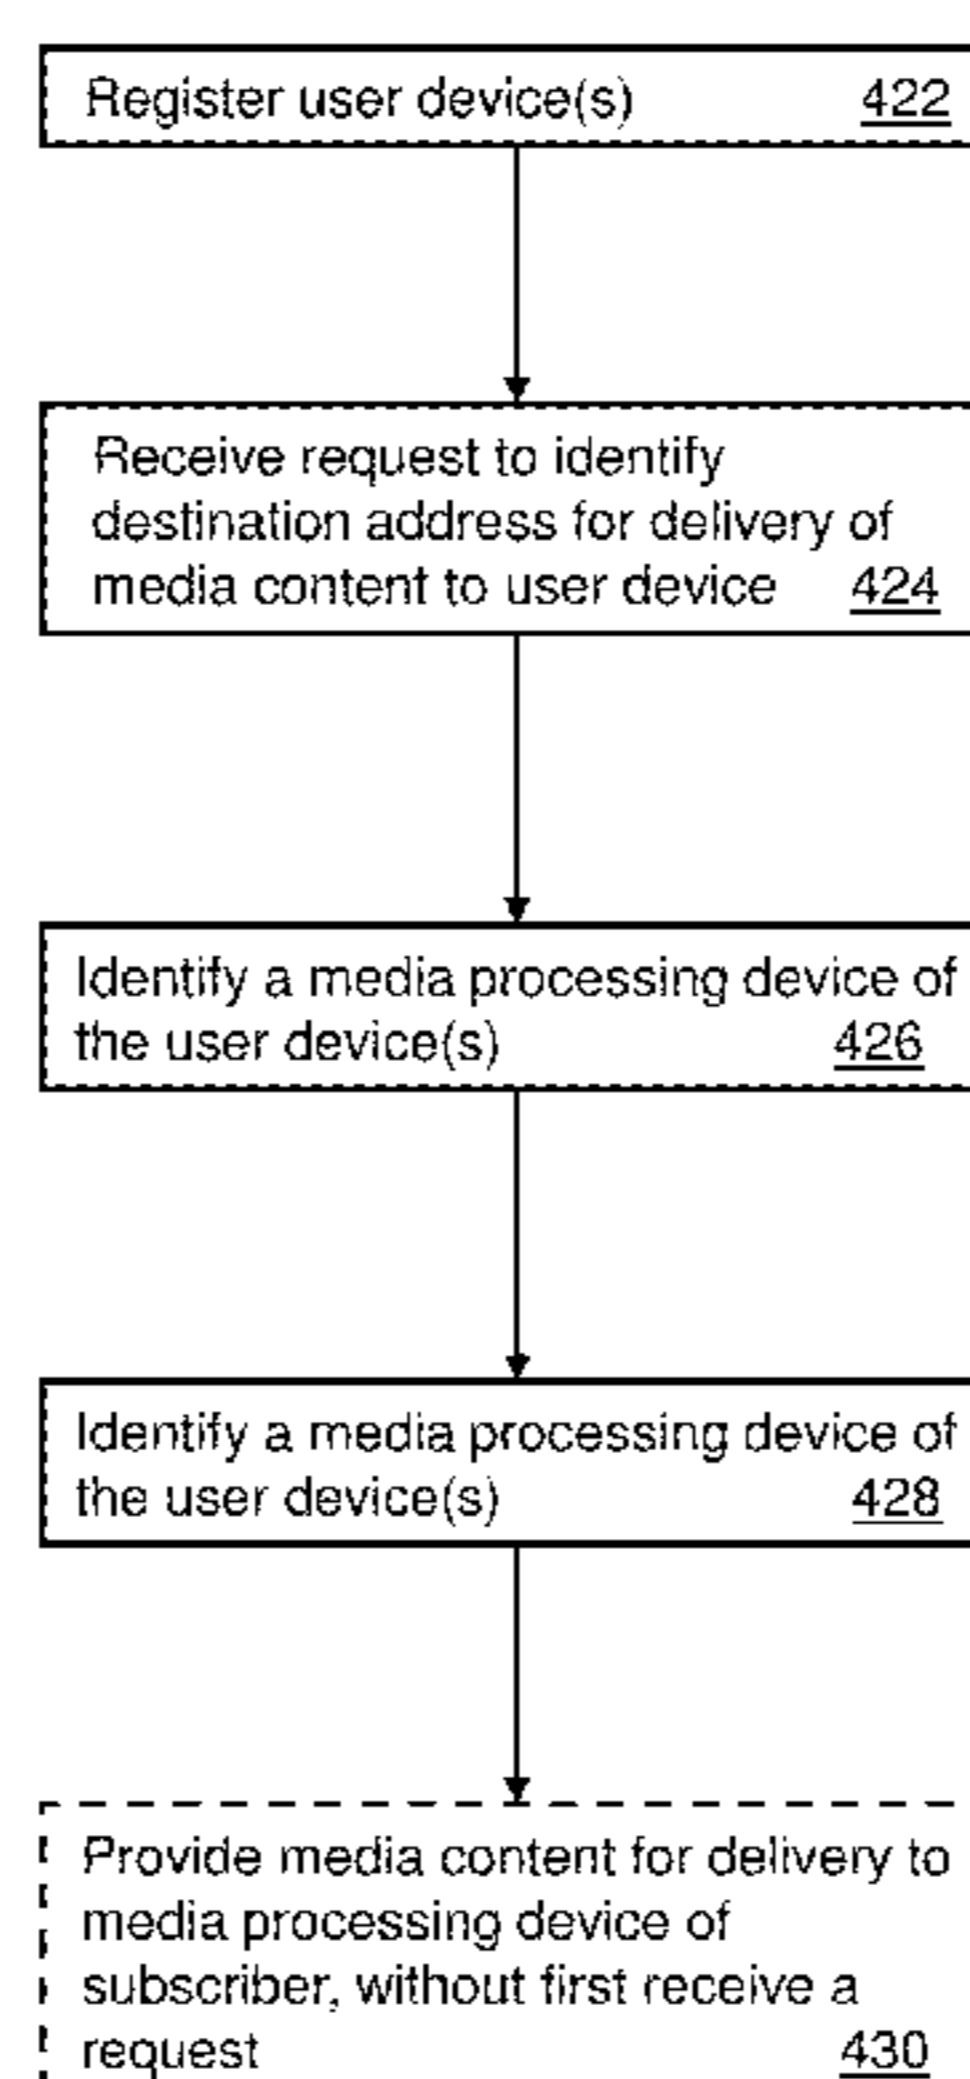 Register user device(s) 422
Receive request to identify
destination address for delivery of
media content to user device 424
Identify a media processing device of
the user device(s) 426
Identify a media processing device of
the user device(s) 428
Provide media content for delivery to
media processing device of
subscriber, without first receive a
request 430